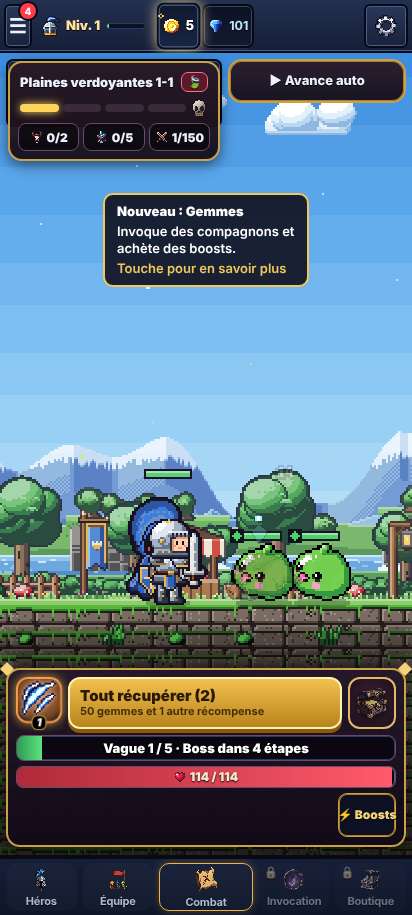 4
Niv. 1
5
101
Plaines verdoyantes 1-1
0/2
0/5
1/150
▶ Avance auto
Nouveau : Gemmes
Invoque des compagnons et
achète des boosts.
Touche pour en savoir plus
1
Tout récupérer (2)
50 gemmes et 1 autre récompense
Vague 1 / 5 · Boss dans 4 étapes
114 / 114
⚡ Boosts
Héros
Équipe
Combat
Invocation
Boutique